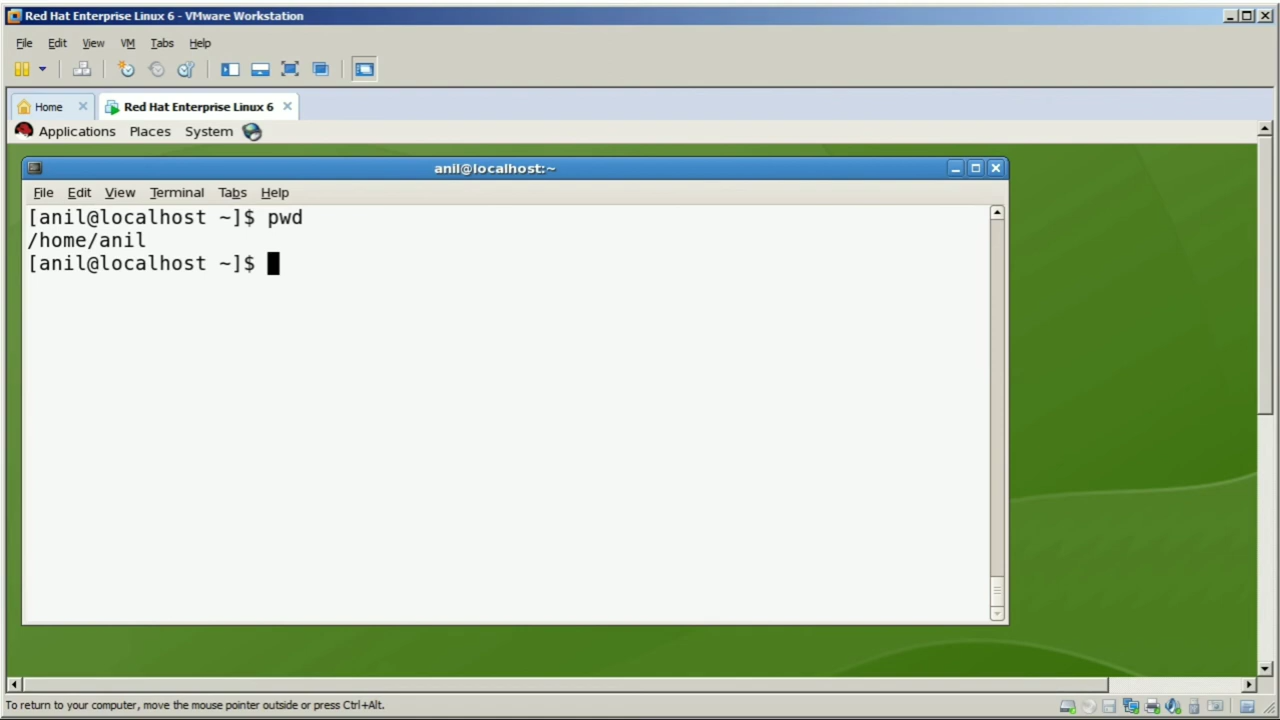 Red Hat Enterprise Linux 6 - VMware Workstation
File Edit View VM Tabs Help
Home
Red Hat Enterprise Linux 6
Applications Places System
anil@localhost:~
File Edit View Terminal Tabs Help
[anil@localhost ~]$ pwd
/home/anil
[anil@localhost ~]$
To return to your computer, move the mouse pointer outside or press Ctrl+Alt.